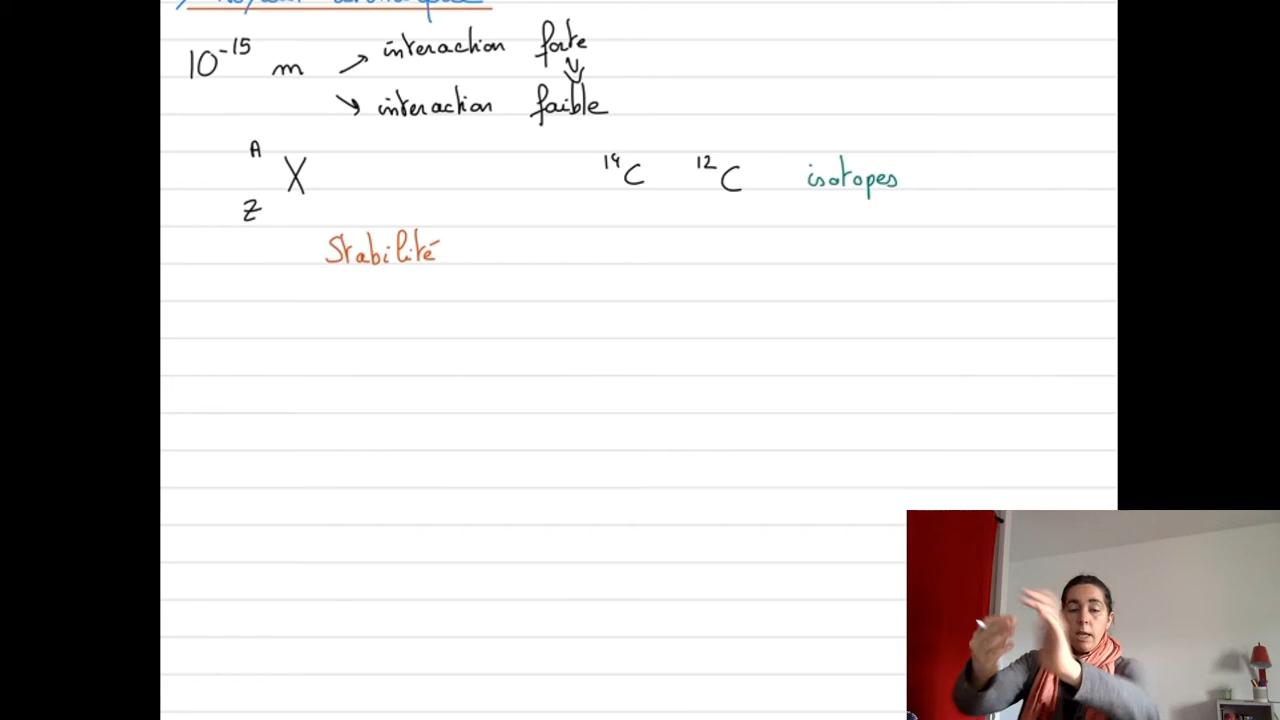 10⁻¹⁵ m → interaction forte
↘ interaction faible
A
X ¹⁴C ¹²C isotopes
Z
Stabilité